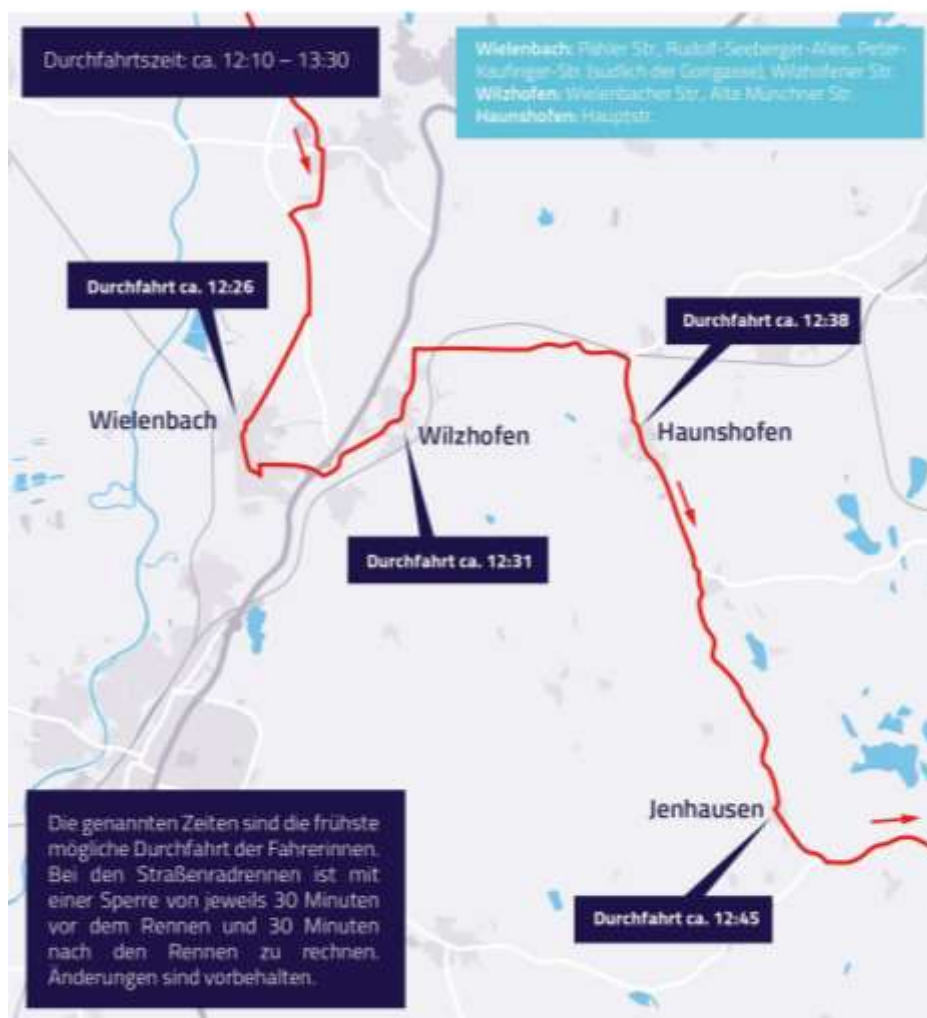 Durchfahrtszeit: ca. 12:10 – 13:30
Wielenbach: Pähler Str., Rudolf-Seeberger-Allee, Peter-
Kaufinger-Str. (südlich der Gorigasse), Wilzhofener Str.
Wilzhofen: Wielenbacher Str., Alte Münchner Str.
Haunshofen: Hauptstr.
Durchfahrt ca. 12:26
Durchfahrt ca. 12:38
Wielenbach
Wilzhofen
Haunshofen
Durchfahrt ca. 12:31
Jenhausen
Die genannten Zeiten sind die frühste
mögliche Durchfahrt der Fahrerinnen.
Bei den Straßenradrennen ist mit
einer Sperre von jeweils 30 Minuten
vor dem Rennen und 30 Minuten
nach den Rennen zu rechnen.
Änderungen sind vorbehalten.
Durchfahrt ca. 12:45